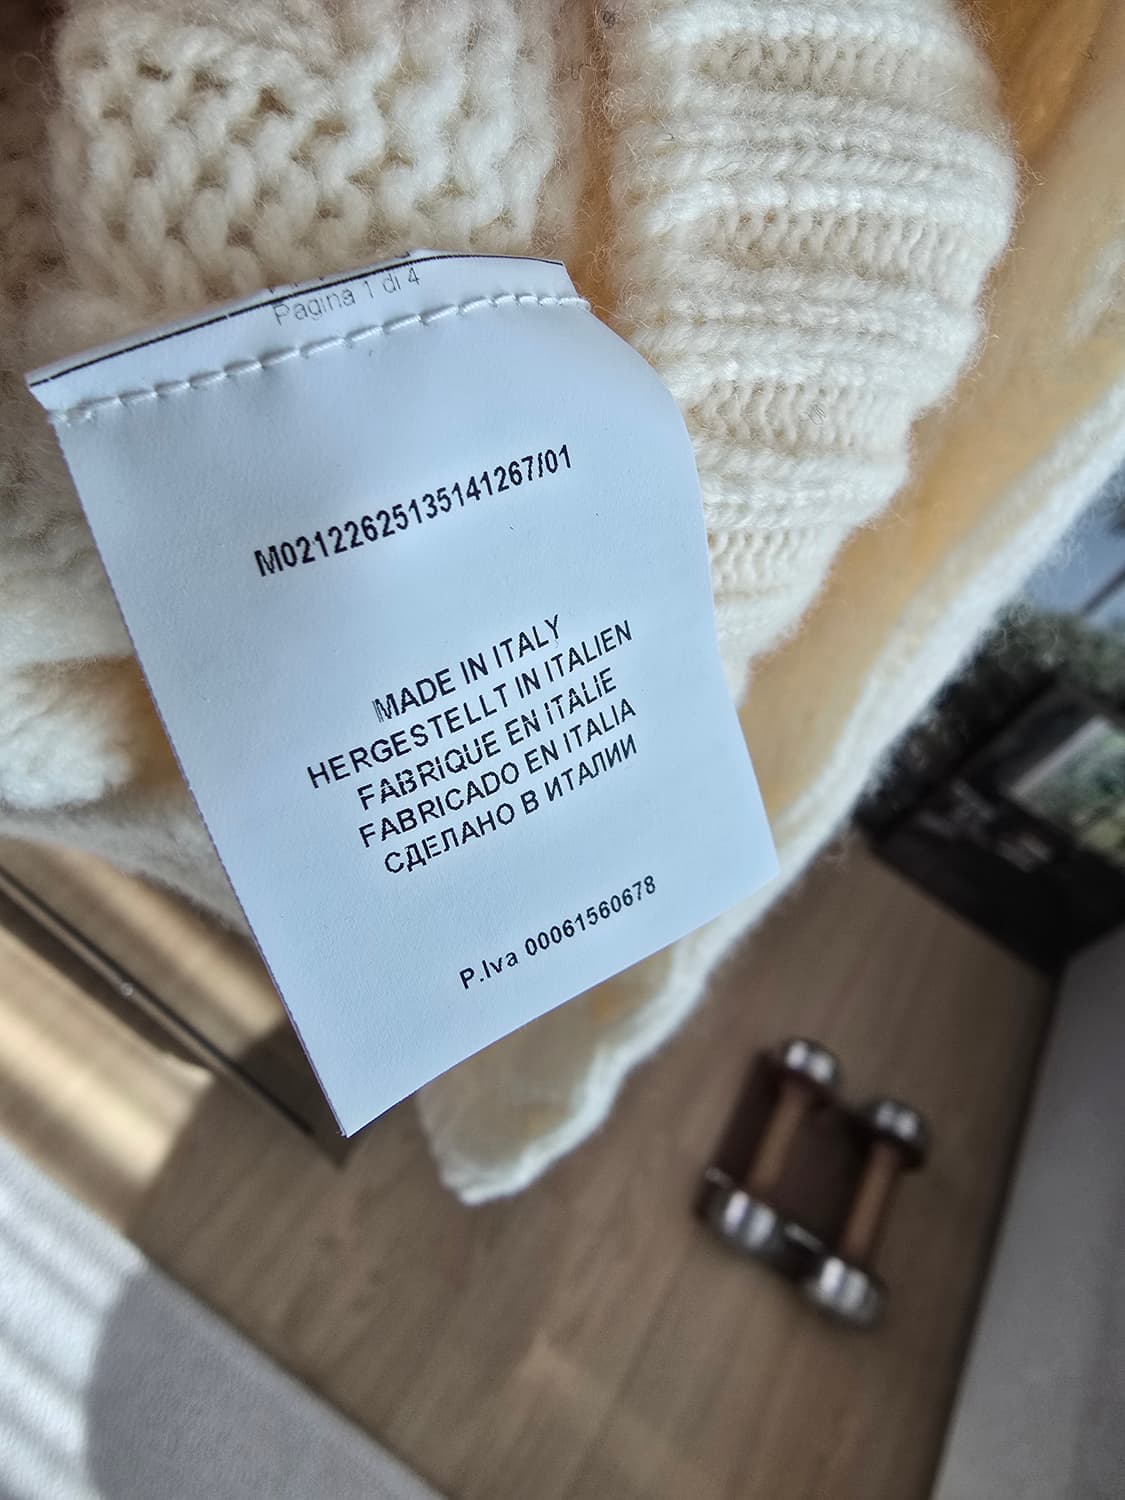 Pagina 1 di 4
M02122625135141267/01
MADE IN ITALY
HERGESTELLT IN ITALIEN
FABRIQUE EN ITALIE
FABRICADO EN ITALIA
СДЕЛАНО В ИТАЛИИ
P.Iva 00061560678